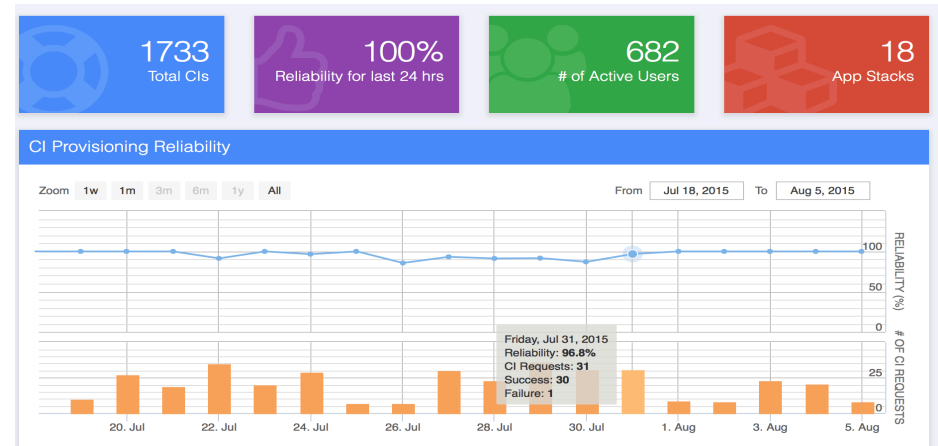 1733
Total CIs
100%
Reliability for last 24 hrs
682
# of Active Users
18
App Stacks
CI Provisioning Reliability
Zoom 1w 1m 3m 6m 1y All
From Jul 18, 2015 To Aug 5, 2015
100
50
0
RELIABILITY (%)
Friday, Jul 31, 2015
Reliability: 96.8%
CI Requests: 31
Success: 30
Failure: 1
25
0
# OF CI REQUESTS
20. Jul 22. Jul 24. Jul 26. Jul 28. Jul 30. Jul 1. Aug 3. Aug 5. Aug